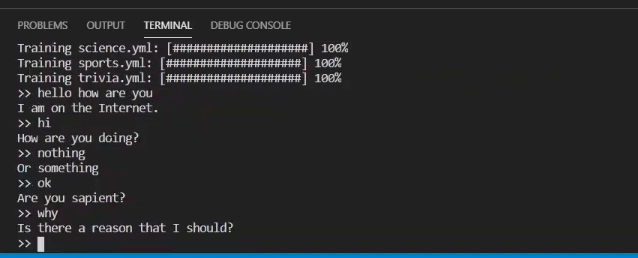 PROBLEMS OUTPUT TERMINAL DEBUG CONSOLE
Training science.yml: [####################] 100%
Training sports.yml: [####################] 100%
Training trivia.yml: [####################] 100%
>> hello how are you
I am on the Internet.
>> hi
How are you doing?
>> nothing
Or something
>> ok
Are you sapient?
>> why
Is there a reason that I should?
>>